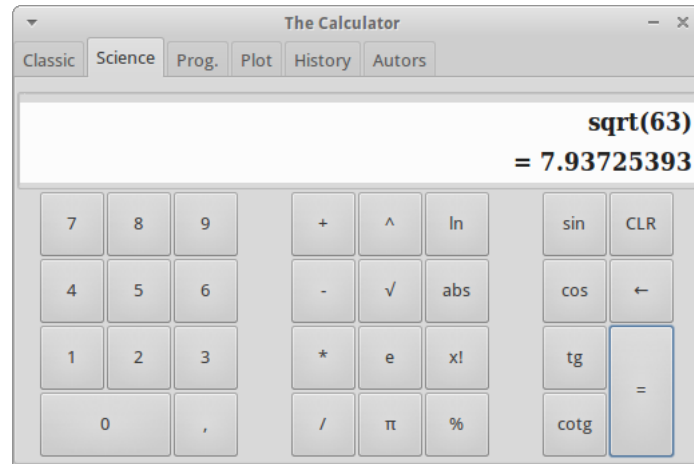 The Calculator
Classic Science Prog. Plot History Autors
sqrt(63)
= 7.93725393
7 8 9 + ^ ln sin CLR
4 5 6 - √ abs cos ←
1 2 3 * e x! tg =
0 , / π % cotg